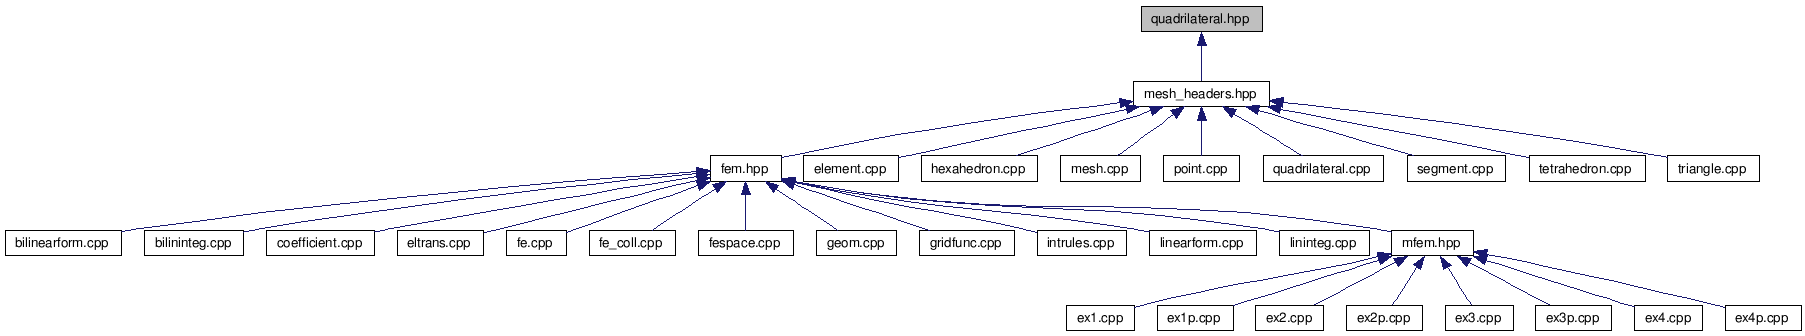 quadrilateral.hpp
mesh_headers.hpp
fem.hpp
element.cpp
hexahedron.cpp
mesh.cpp
point.cpp
quadrilateral.cpp
segment.cpp
tetrahedron.cpp
triangle.cpp
bilinearform.cpp
bilininteg.cpp
coefficient.cpp
eltrans.cpp
fe.cpp
fe_coll.cpp
fespace.cpp
geom.cpp
gridfunc.cpp
intrules.cpp
linearform.cpp
lininteg.cpp
mfem.hpp
ex1.cpp
ex1p.cpp
ex2.cpp
ex2p.cpp
ex3.cpp
ex3p.cpp
ex4.cpp
ex4p.cpp